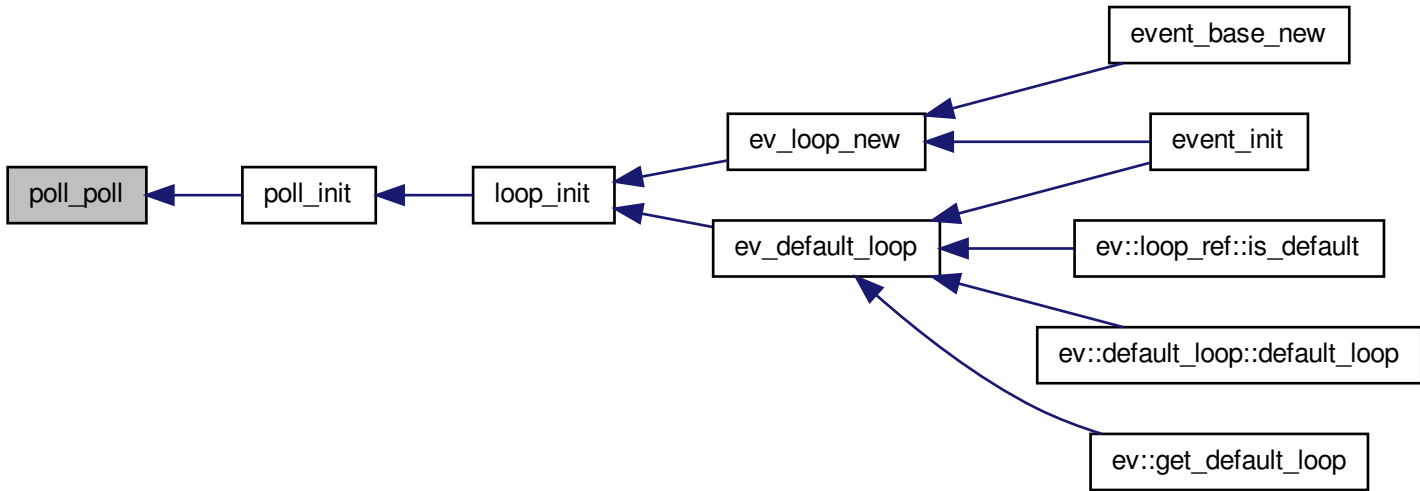 poll_poll
poll_init
loop_init
ev_loop_new
ev_default_loop
event_base_new
event_init
ev::loop_ref::is_default
ev::default_loop::default_loop
ev::get_default_loop